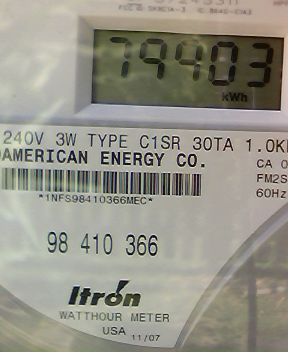 79403
kWh
240V 3W TYPE C1SR 30TA
AMERICAN ENERGY CO.
CA
FM2S
60Hz
*1NFS98410366MEC*
98 410 366
Itron
WATTHOUR METER
USA 11/07